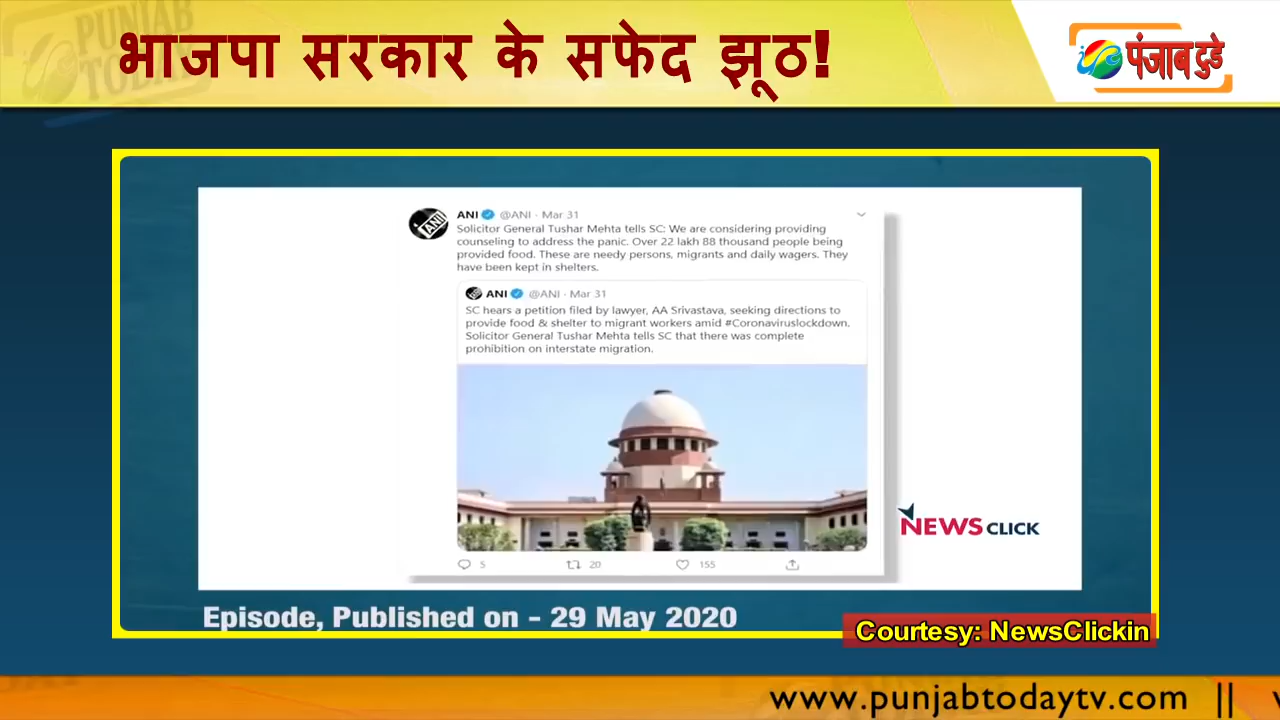 PUNJAB
TODAY
भाजपा सरकार के सफेद झूठ!
पंजाब टुडे
ANI @ANI · Mar 31
Solicitor General Tushar Mehta tells SC: We are considering providing
counseling to address the panic. Over 22 lakh 88 thousand people being
provided food. These are needy persons, migrants and daily wagers. They
have been kept in shelters.
ANI @ANI · Mar 31
SC hears a petition filed by lawyer, AA Srivastava, seeking directions to
provide food & shelter to migrant workers amid #Coronaviruslockdown.
Solicitor General Tushar Mehta tells SC that there was complete
prohibition on interstate migration.
ANI
NEWS CLICK
5 20 155
Episode, Published on - 29 May 2020
Courtesy: NewsClickin
www.punjabtodaytv.com ||